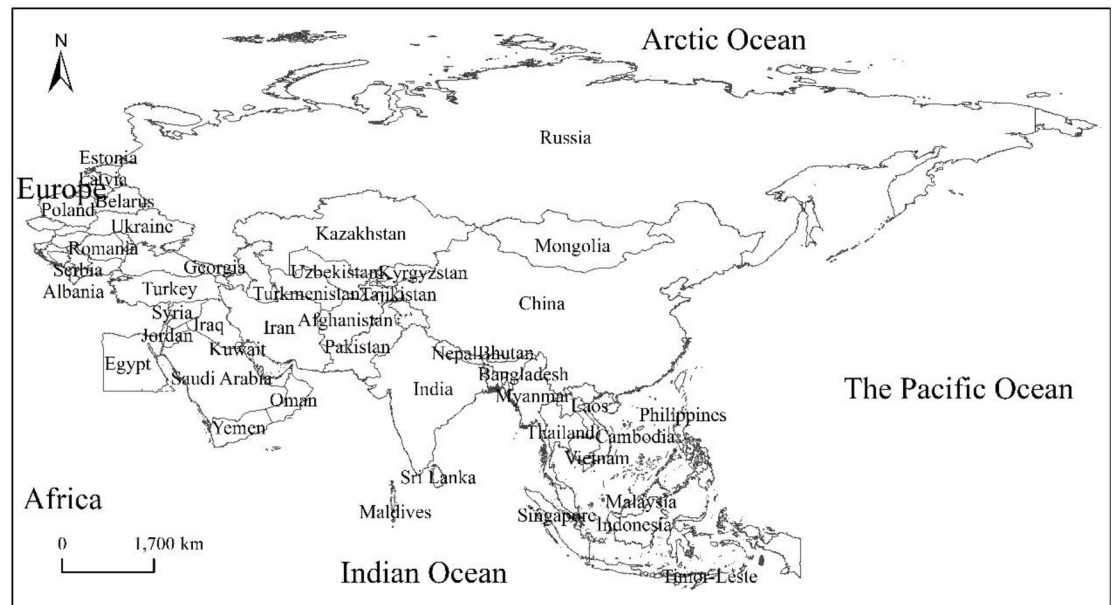 N
Arctic Ocean
Russia
Estonia
Latvia
Europe
Belarus
Poland
Ukraine
Kazakhstan
Mongolia
Romania
Serbia
Georgia
Uzbekistan
Kyrgyzstan
Albania
Turkey
Turkmenistan
Tajikistan
China
Syria
Iraq
Iran
Afghanistan
Jordan
Kuwait
Pakistan
Nepal
Bhutan
Egypt
Saudi Arabia
Bangladesh
India
The Pacific Ocean
Oman
Myanmar
Laos
Philippines
Yemen
Thailand
Cambodia
Vietnam
Sri Lanka
Africa
Maldives
Malaysia
Singapore
Indonesia
0 1,700 km
Indian Ocean
Timor-Leste